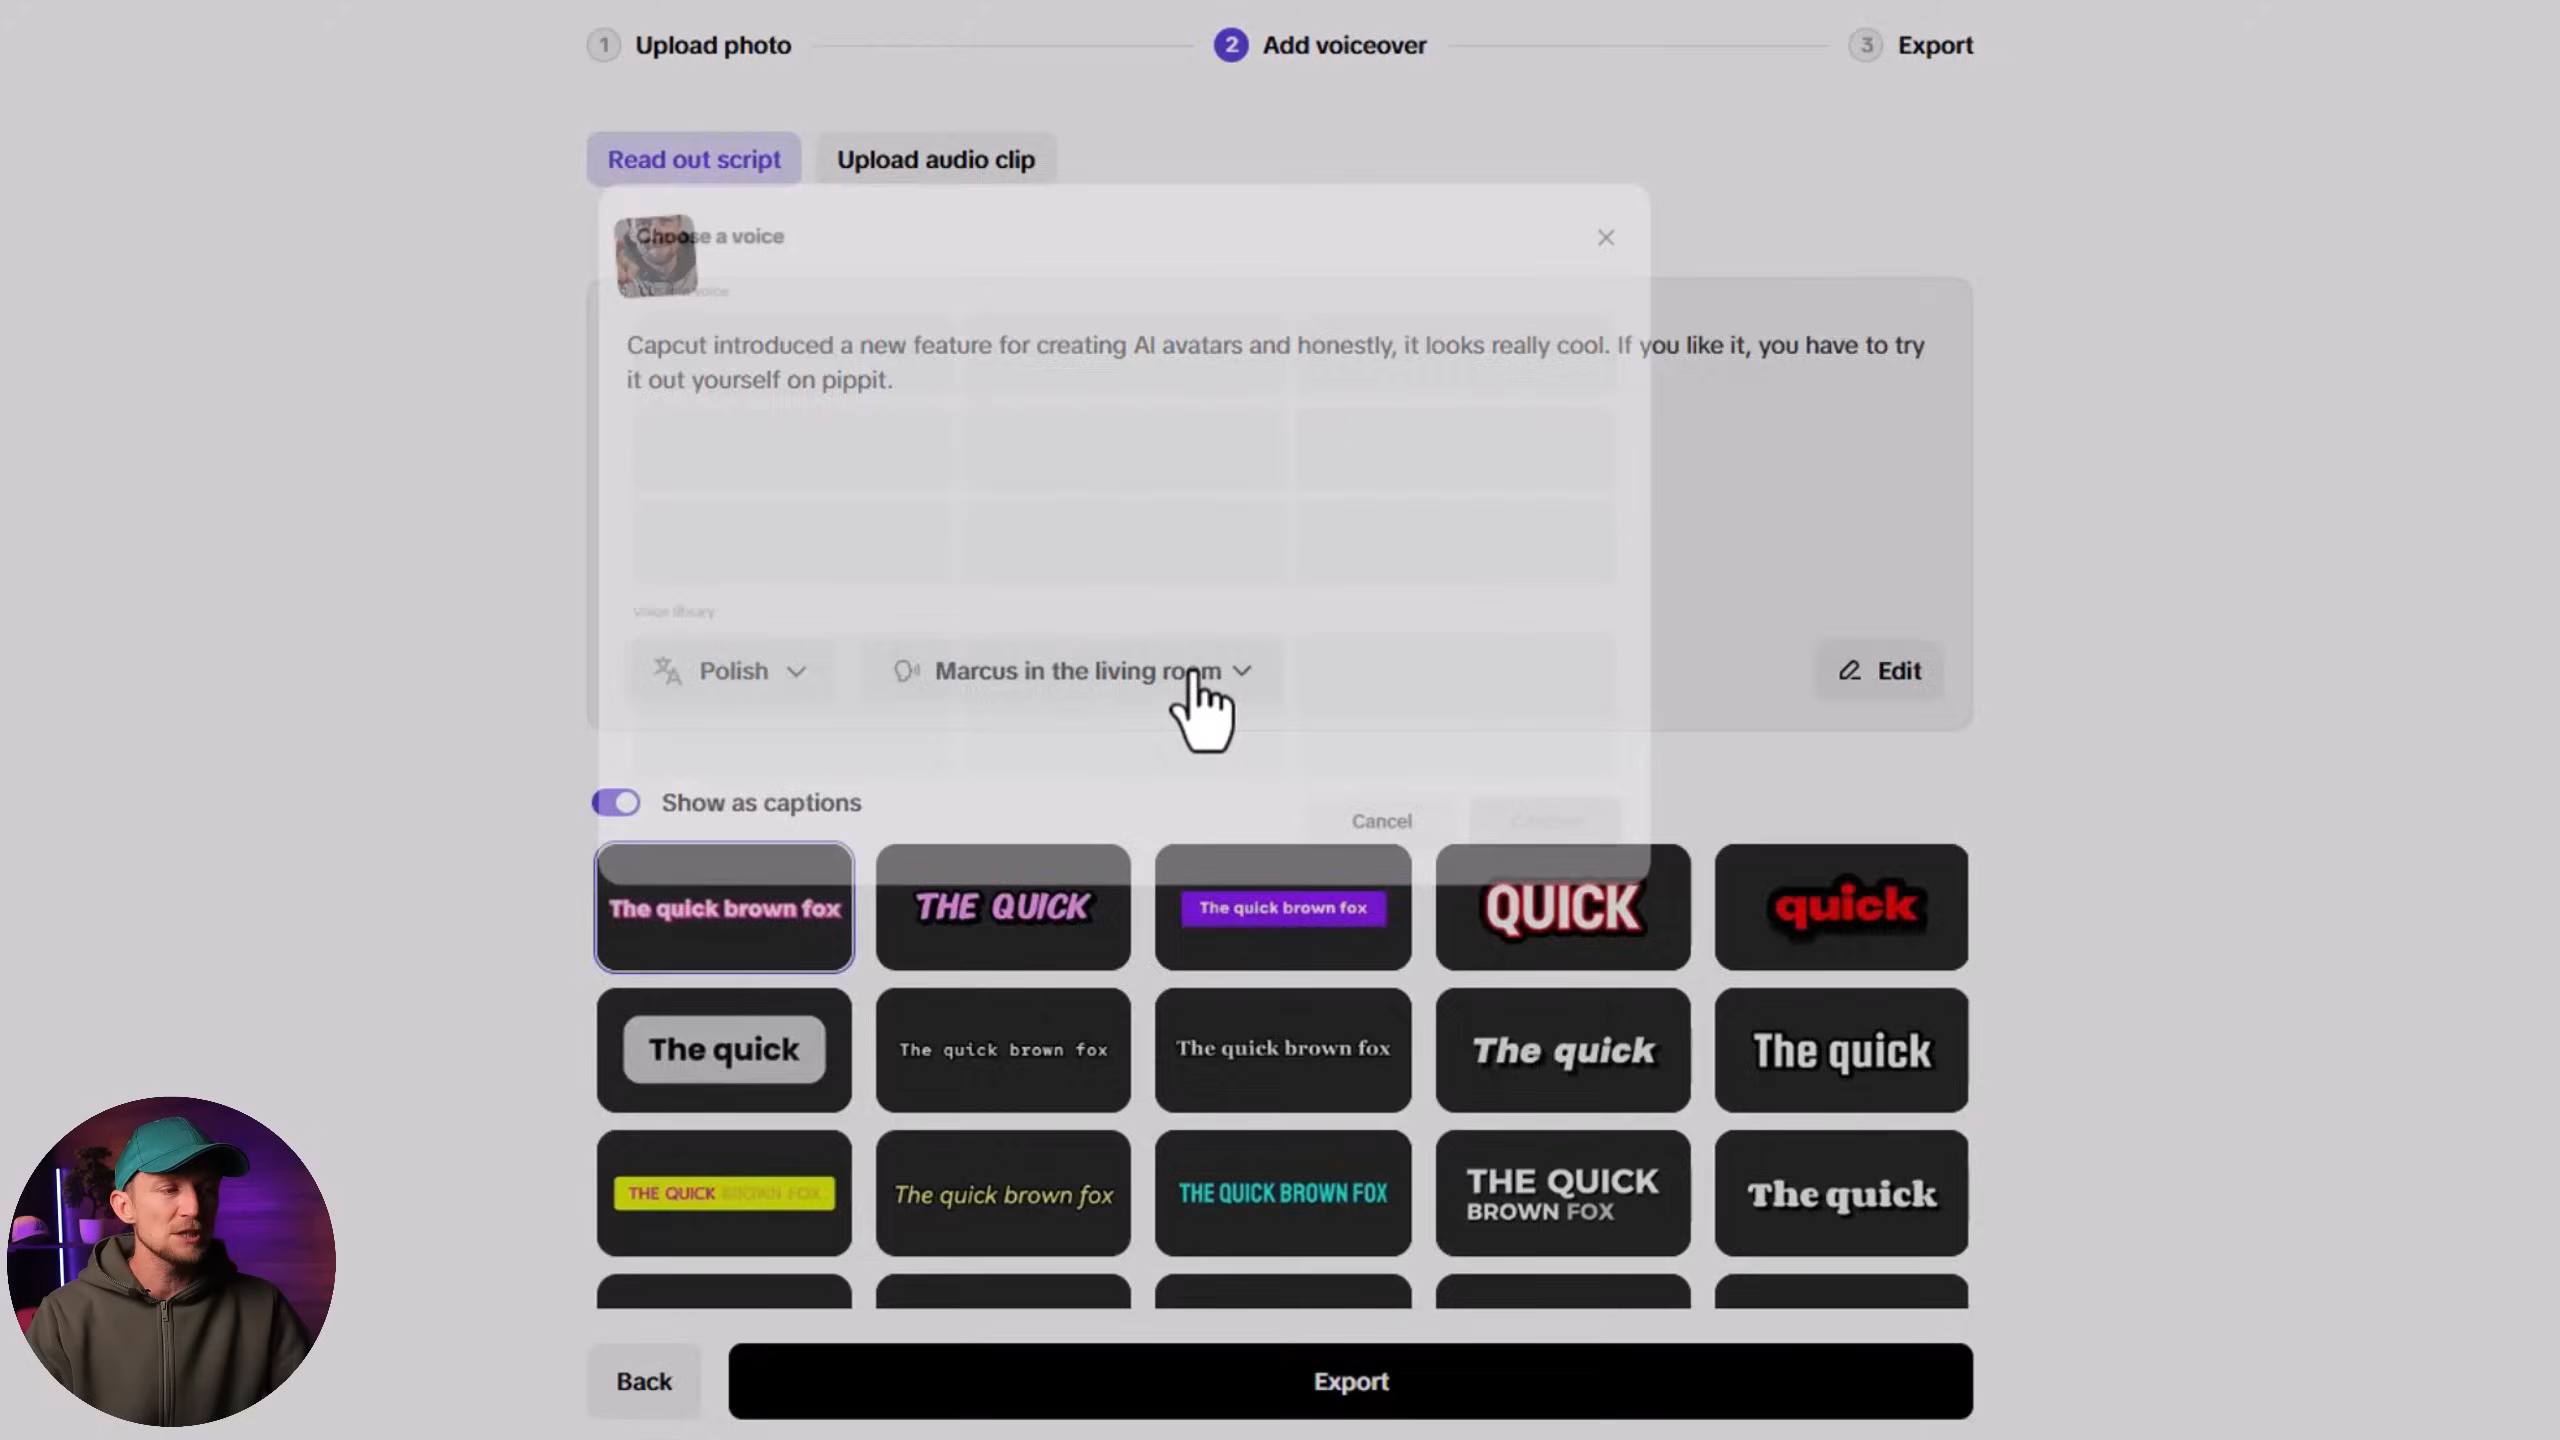 1 Upload photo
2 Add voiceover
3 Export
Read out script
Upload audio clip
Choose a voice
voice
Capcut introduced a new feature for creating AI avatars and honestly, it looks really cool. If you like it, you have to try
it out yourself on pippit.
Voice library
Polish
Marcus in the living room
Edit
Show as captions
Cancel
The quick brown fox
THE QUICK
The quick brown fox
QUICK
quick
The quick
The quick brown fox
The quick brown fox
The quick
The quick
THE QUICK BROWN FOX
The quick brown fox
THE QUICK BROWN FOX
THE QUICK
BROWN FOX
The quick
Back
Export